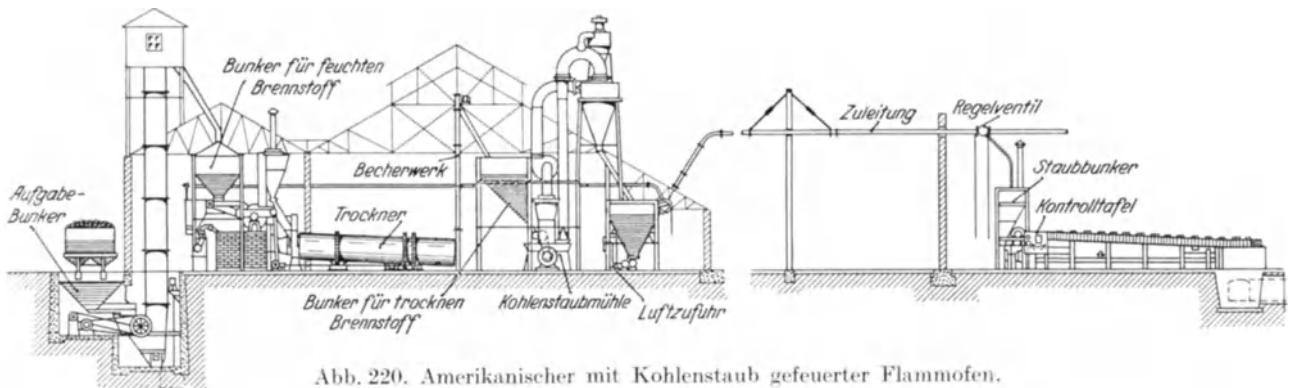 Bunker für feuchten
Brennstoff
Zuleitung
Regelventil
Becherwerk
Staubbunker
Aufgabe-
Bunker
Trockner
Kontrolltafel
Bunker für trocknen
Brennstoff
Kohlenstaubmühle
Luftzufuhr
Abb. 220. Amerikanischer mit Kohlenstaub gefeuerter Flammofen.